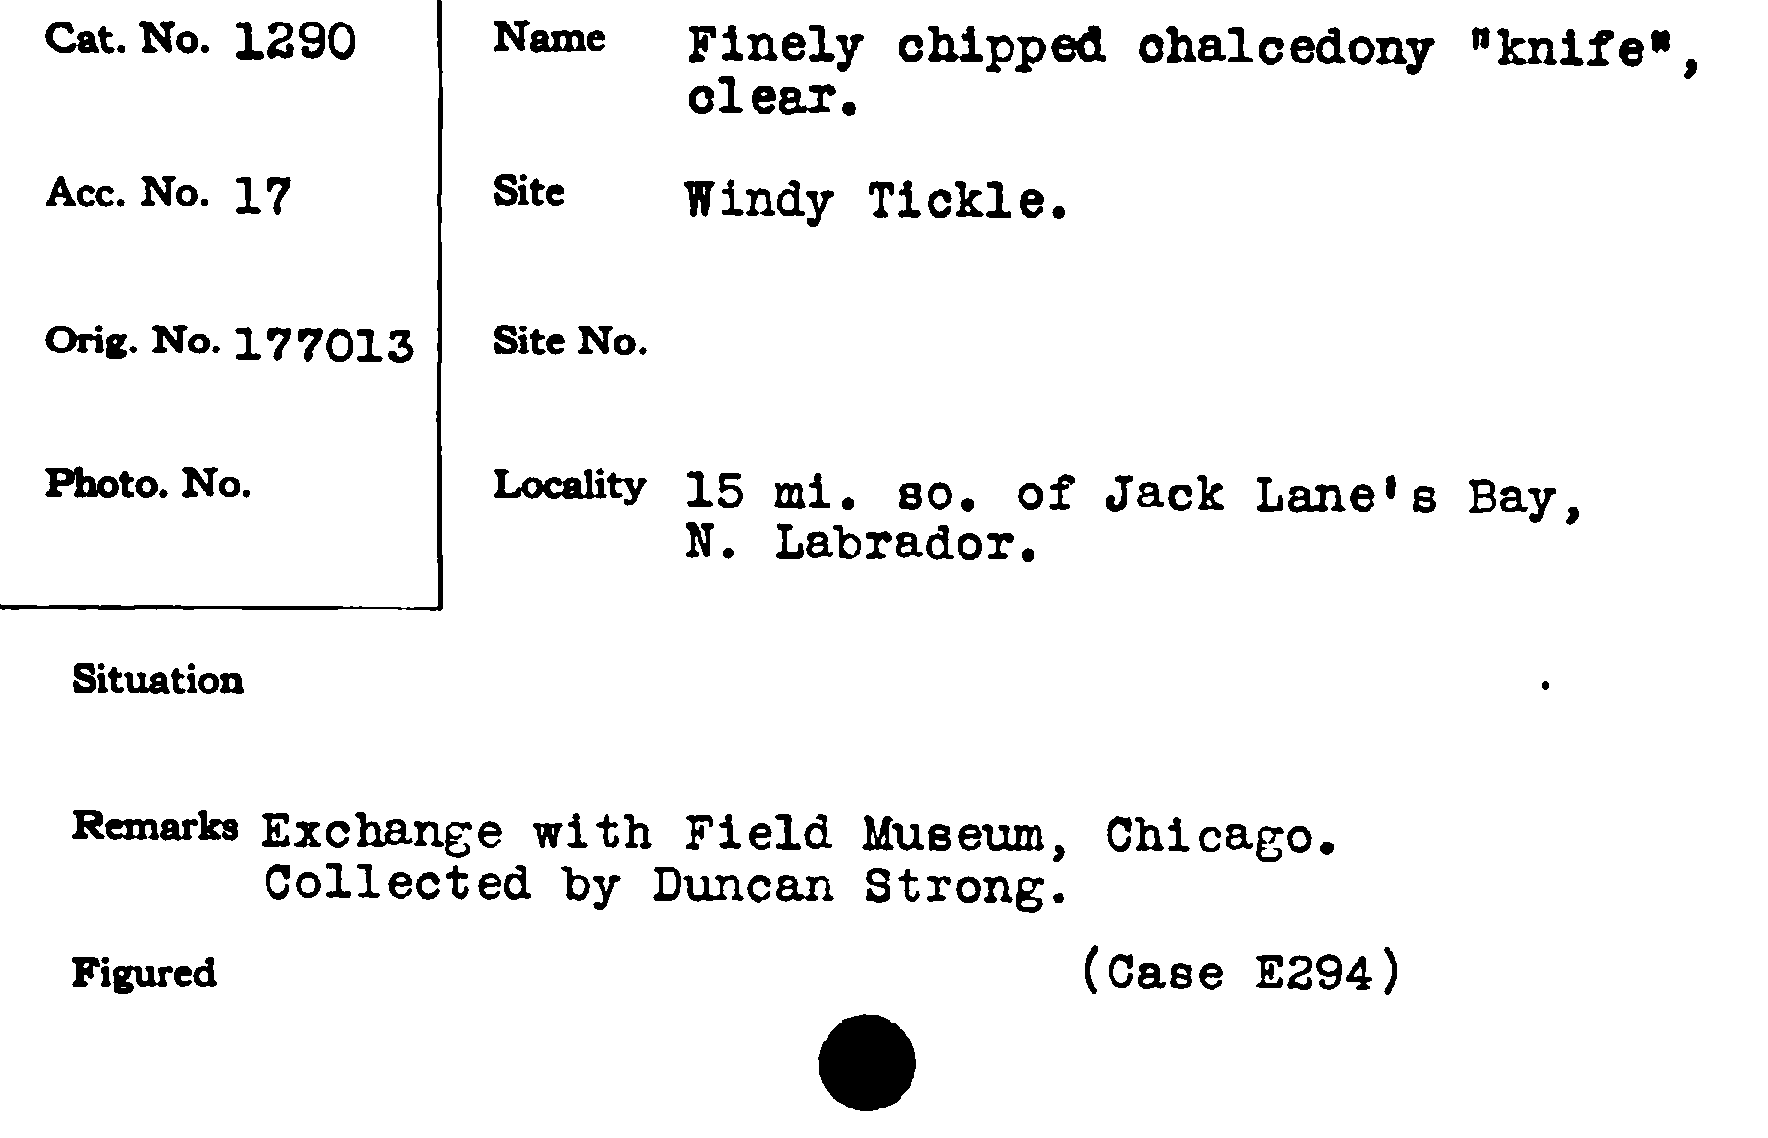 Cat. No. 1290
Name Finely chipped chalcedony "knife",
clear.
Acc. No. 17
Site Windy Tickle.
Orig. No. 177013
Site No.
Photo. No.
Locality 15 mi. so. of Jack Lane's Bay,
N. Labrador.
Situation
Remarks Exchange with Field Museum, Chicago.
Collected by Duncan Strong.
Figured
(Case E294)